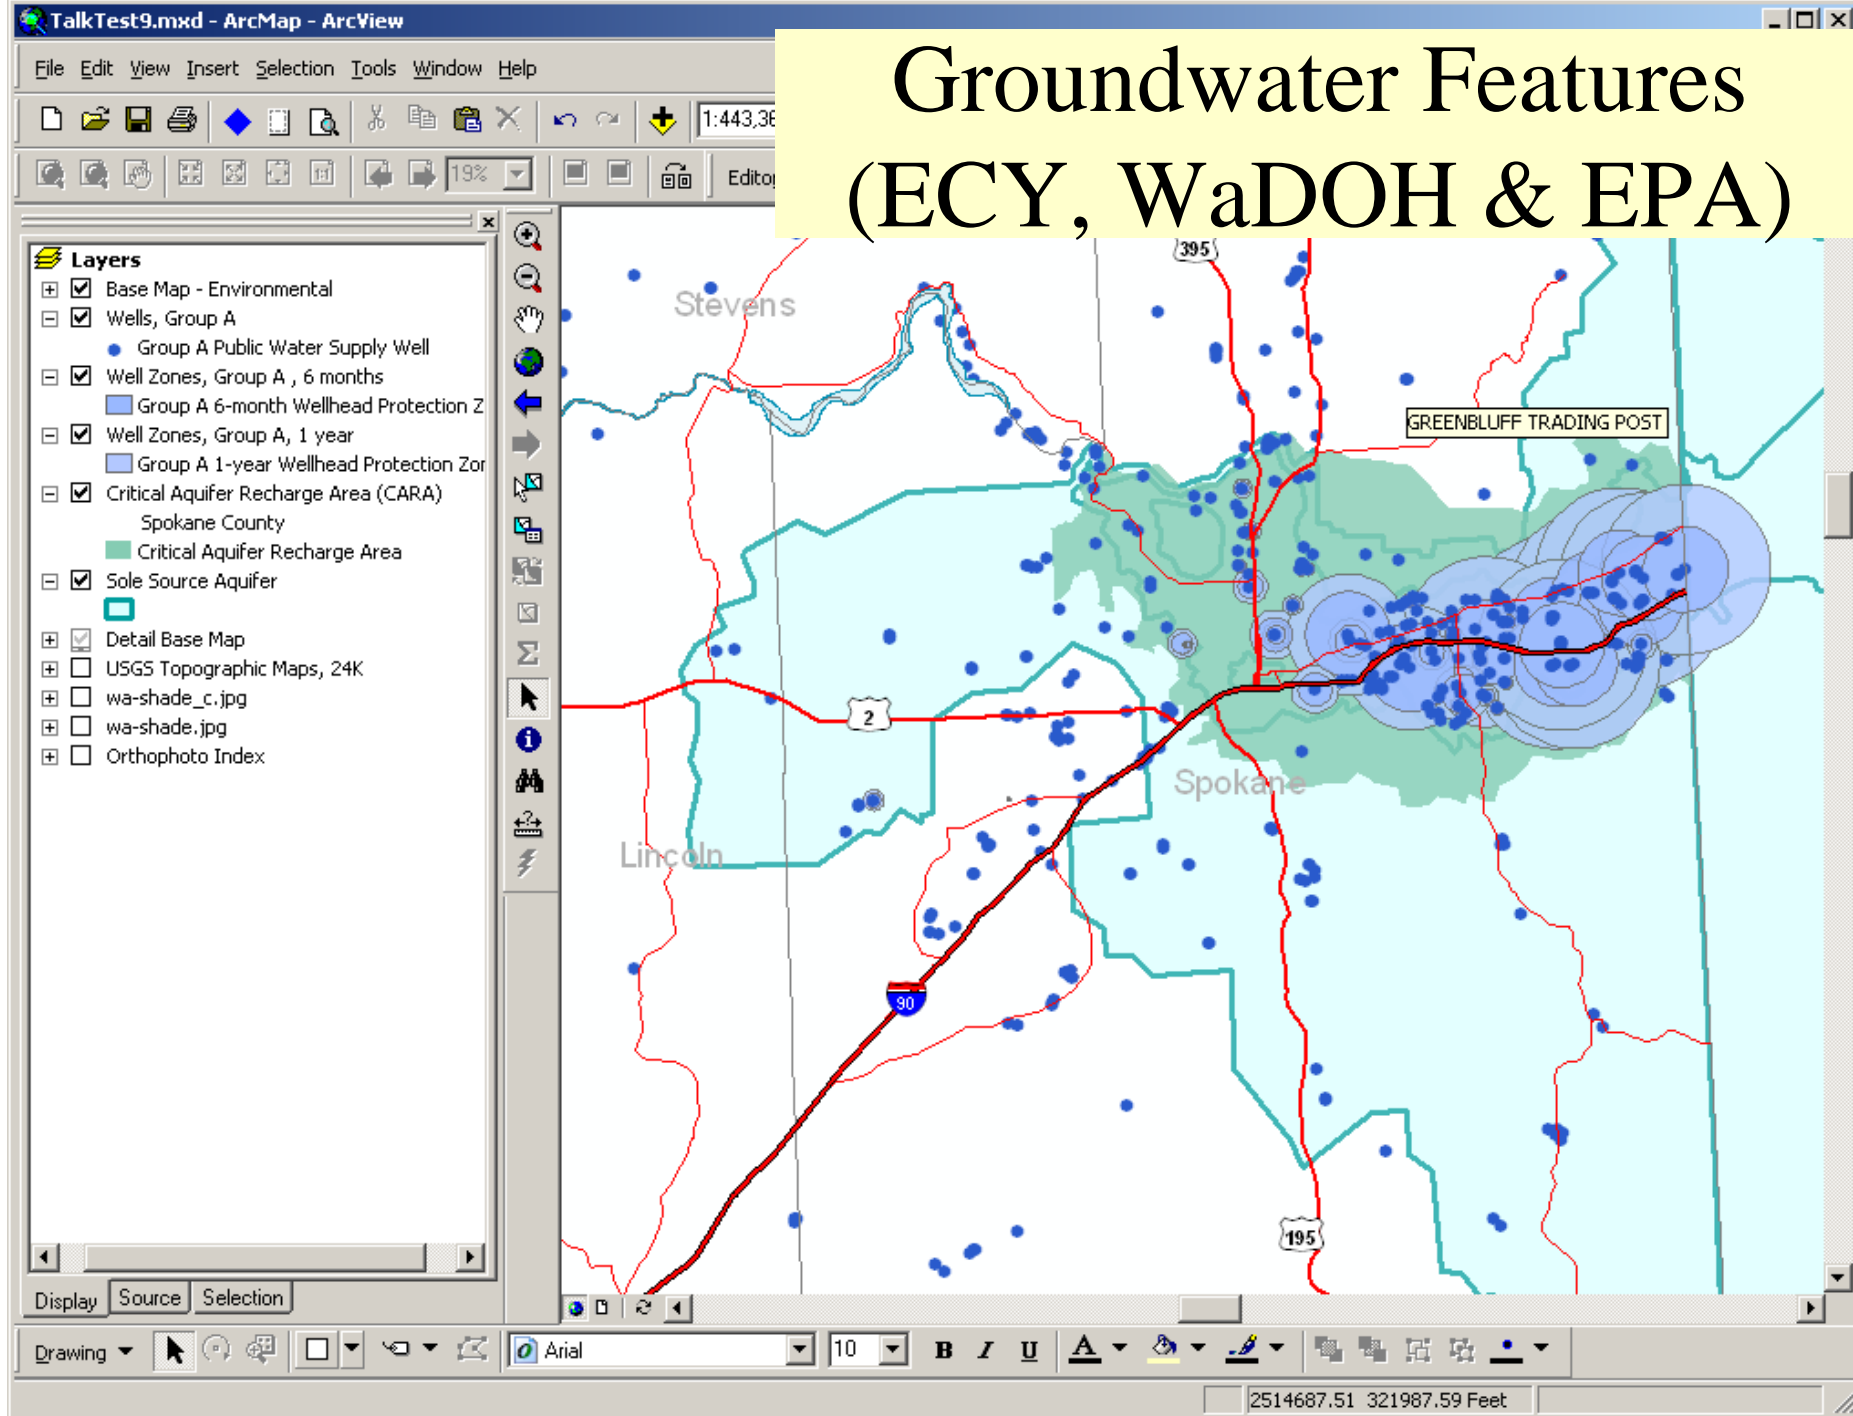 TalkTest9.mxd - ArcMap - ArcView
Groundwater Features
(ECY, WaDOH & EPA)
File Edit View Insert Selection Tools Window Help
1:443,36
19%
Edito
Layers
Base Map - Environmental
Wells, Group A
Group A Public Water Supply Well
Well Zones, Group A , 6 months
Group A 6-month Wellhead Protection Z
Well Zones, Group A, 1 year
Group A 1-year Wellhead Protection Zor
Critical Aquifer Recharge Area (CARA)
Spokane County
Critical Aquifer Recharge Area
Sole Source Aquifer
Detail Base Map
USGS Topographic Maps, 24K
wa-shade_c.jpg
wa-shade.jpg
Orthophoto Index
395
Stevens
GREENBLUFF TRADING POST
2
Spokane
Lincoln
90
195
Display Source Selection
Drawing Arial 10 B I U A
2514687.51 321987.59 Feet